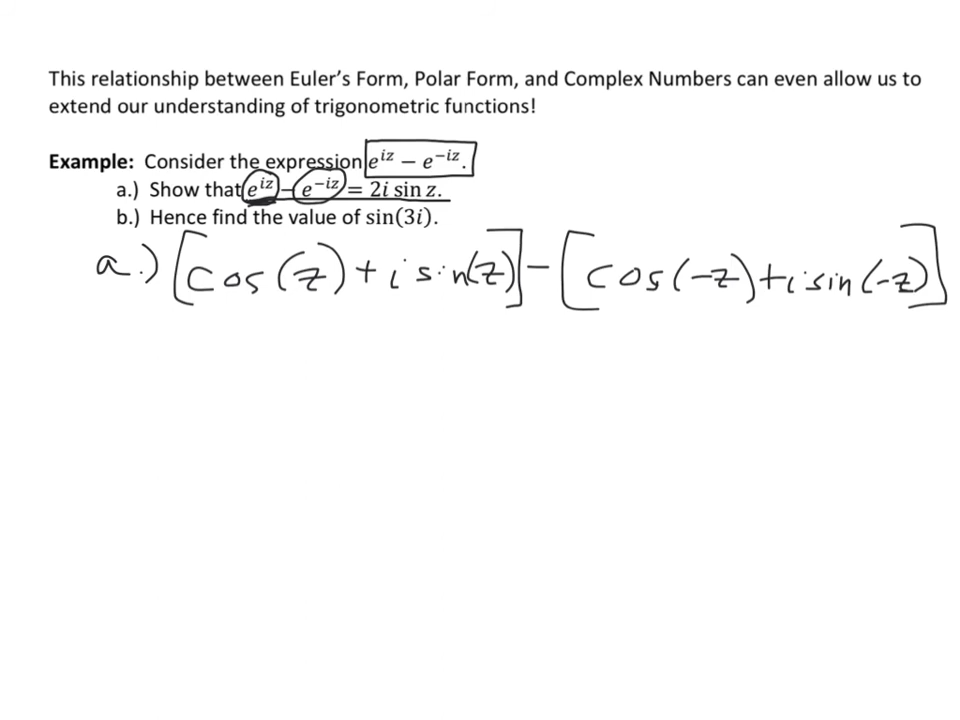 This relationship between Euler's Form, Polar Form, and Complex Numbers can even allow us to
extend our understanding of trigonometric functions!
Example: Consider the expression e^{iz} − e^{−iz}.
a.) Show that e^{iz} − e^{−iz} = 2i sin z.
b.) Hence find the value of sin(3i).
a.) [cos(z) + i sin(z)] − [cos(−z) + i sin(−z)]